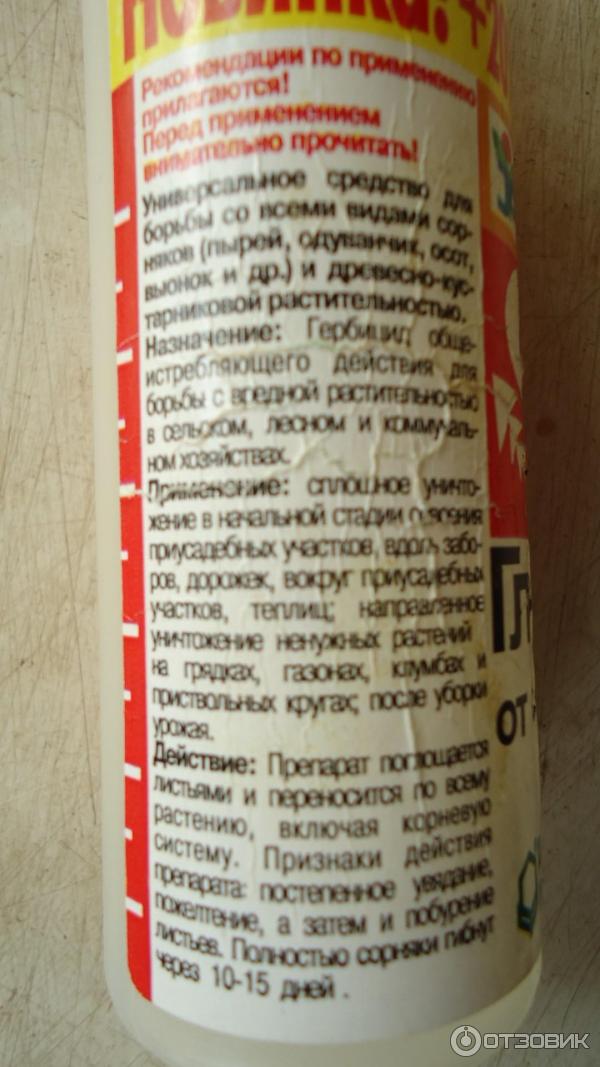 НОВИНКА! +20
Рекомендации по применению
прилагаются!
Перед применением
внимательно прочитать!
Универсальное средство для
борьбы со всеми видами сор-
няков (пырей, одуванчик, осот,
вьюнок и др.) и древесно-кус-
тарниковой растительностью.
Назначение: Гербицид обще-
истребляющего действия для
борьбы с вредной растительностью
в сельском, лесном и коммуналь-
ном хозяйствах.
Применение: сплошное уничто-
жение в начальной стадии освоения
приусадебных участков, вдоль забо-
ров, дорожек, вокруг приусадебных
участков, теплиц; направленное
уничтожение ненужных растений
на грядках, газонах, клумбах и
приствольных кругах; после уборки
урожая.
Действие: Препарат поглощается
листьями и переносится по всему
растению, включая корневую
систему. Признаки действия
препарата: постепенное увядание,
пожелтение, а затем и побурение
листьев. Полностью сорняки гибнут
через 10-15 дней .
Гл
от
ОТЗОВИК